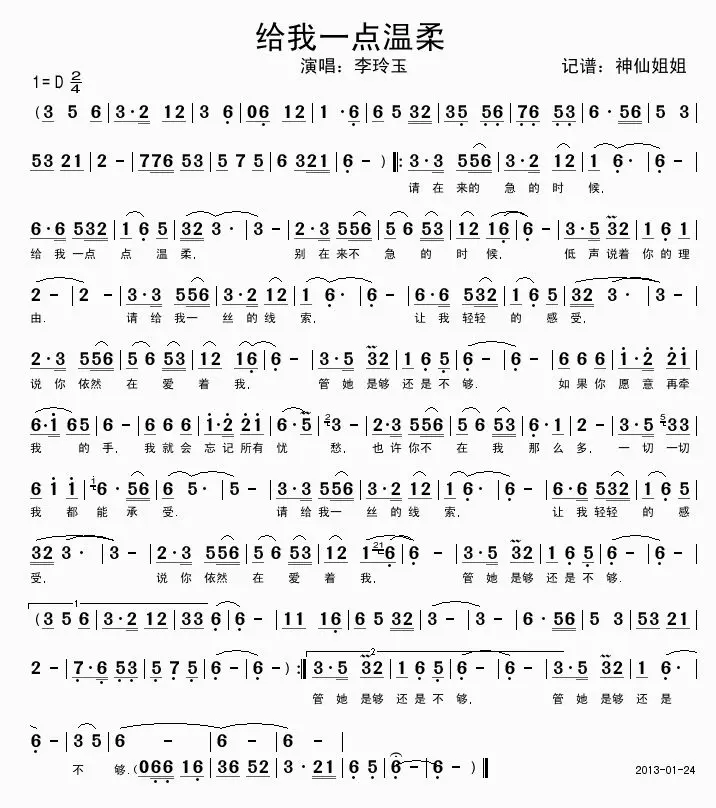 给我一点温柔
演唱：李玲玉 记谱：神仙姐姐
1=D 2/4
(3 5 6 | 3·2 12 | 3 6 | 06 12 | 1 ·6 | 6 5 32 | 35 56 | 76 53 | 6 ·56 | 5 3
53 21 | 2 - | 776 53 | 5 7 5 | 6 321 | 6 - ) ‖: 3·3 556 | 3·2 12 | 1 6· | 6 - |
请 在 来的 急 的 时 候，
6·6 532 | 1 6 5 | 32 3· | 3 - | 2·3 556 | 5 6 53 | 12 16 | 6 - | 3·5 32 | 1 6 1
给 我 一点 点 温 柔， 别 在 来不 急 的 时 候， 低 声 说着 你 的 理
2 - | 2 - | 3·3 556 | 3·2 12 | 1 6· | 6 - | 6·6 532 | 1 6 5 | 32 3· | 3 - |
由． 请 给 我一 丝 的 线 索， 让 我 轻轻 的 感 受，
2·3 556 | 5 6 53 | 12 16 | 6 - | 3·5 32 | 1 6 5 | 6 - | 6 - | 6 6 6 | 1·2 21
说 你 依然 在 爱 着 我， 管 她 是够 还 是 不 够． 如 果 你 愿 意 再牵
6·1 65 | 6 - | 6 6 6 | 1·2 21 | 6·5 | 2 3 - | 2·3 556 | 5 6 53 | 6·1 | 2 - | 3·5 5 33
我 的 手， 我 就 会 忘 记 所有 忧 愁， 也 许 你不 在 我 那 么 多， 一 切 一切
6 1 1 | 1 6·56 | 6 5· | 5 - | 3·3 556 | 3·2 12 | 1 6· | 6 - | 6·6 532 | 1 6 5
我 都 能 承 受． 请 给 我一 丝 的 线 索， 让 我 轻轻 的 感
32 3· | 3 - | 2·3 556 | 5 6 53 | 12 | 1 21 6 | 6 - | 3·5 32 | 1 6 5 | 6 - |
受， 说 你 依然 在 爱 着 我， 管 她 是够 还 是 不 够．
1
(3 5 6 | 3·2 12 | 33 6 | 6 - | 11 16 | 6 5 32 | 3 - | 3 - | 6 ·56 | 5 3 | 53 21
2
2 - | 7·6 53 | 5 7 5 | 6 - | 6 - ) :‖ 3·5 32 | 1 6 5 | 6 - | 6 - | 3·5 32 | 1 6·
管 她 是够 还 是 不 够， 管 她 是够 还 是
6 - | 3 5 | 6 - | 6 - | 6 - |
不 够． (066 16 | 36 52 | 3 ·21 | 6 5 | 6 - | 6 - ) ‖
2013-01-24